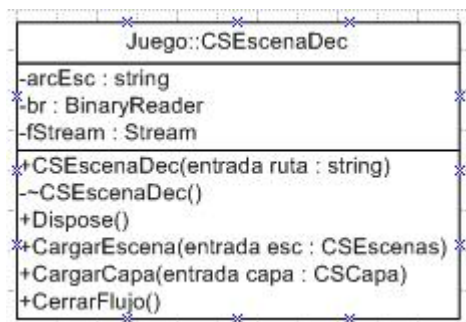 Juego::CSEscenaDec
-arcEsc : string
-br : BinaryReader
-fStream : Stream
+CSEscenaDec(entrada ruta : string)
-~CSEscenaDec()
+Dispose()
+CargarEscena(entrada esc : CSEscenas)
+CargarCapa(entrada capa : CSCapa)
+CerrarFlujo()